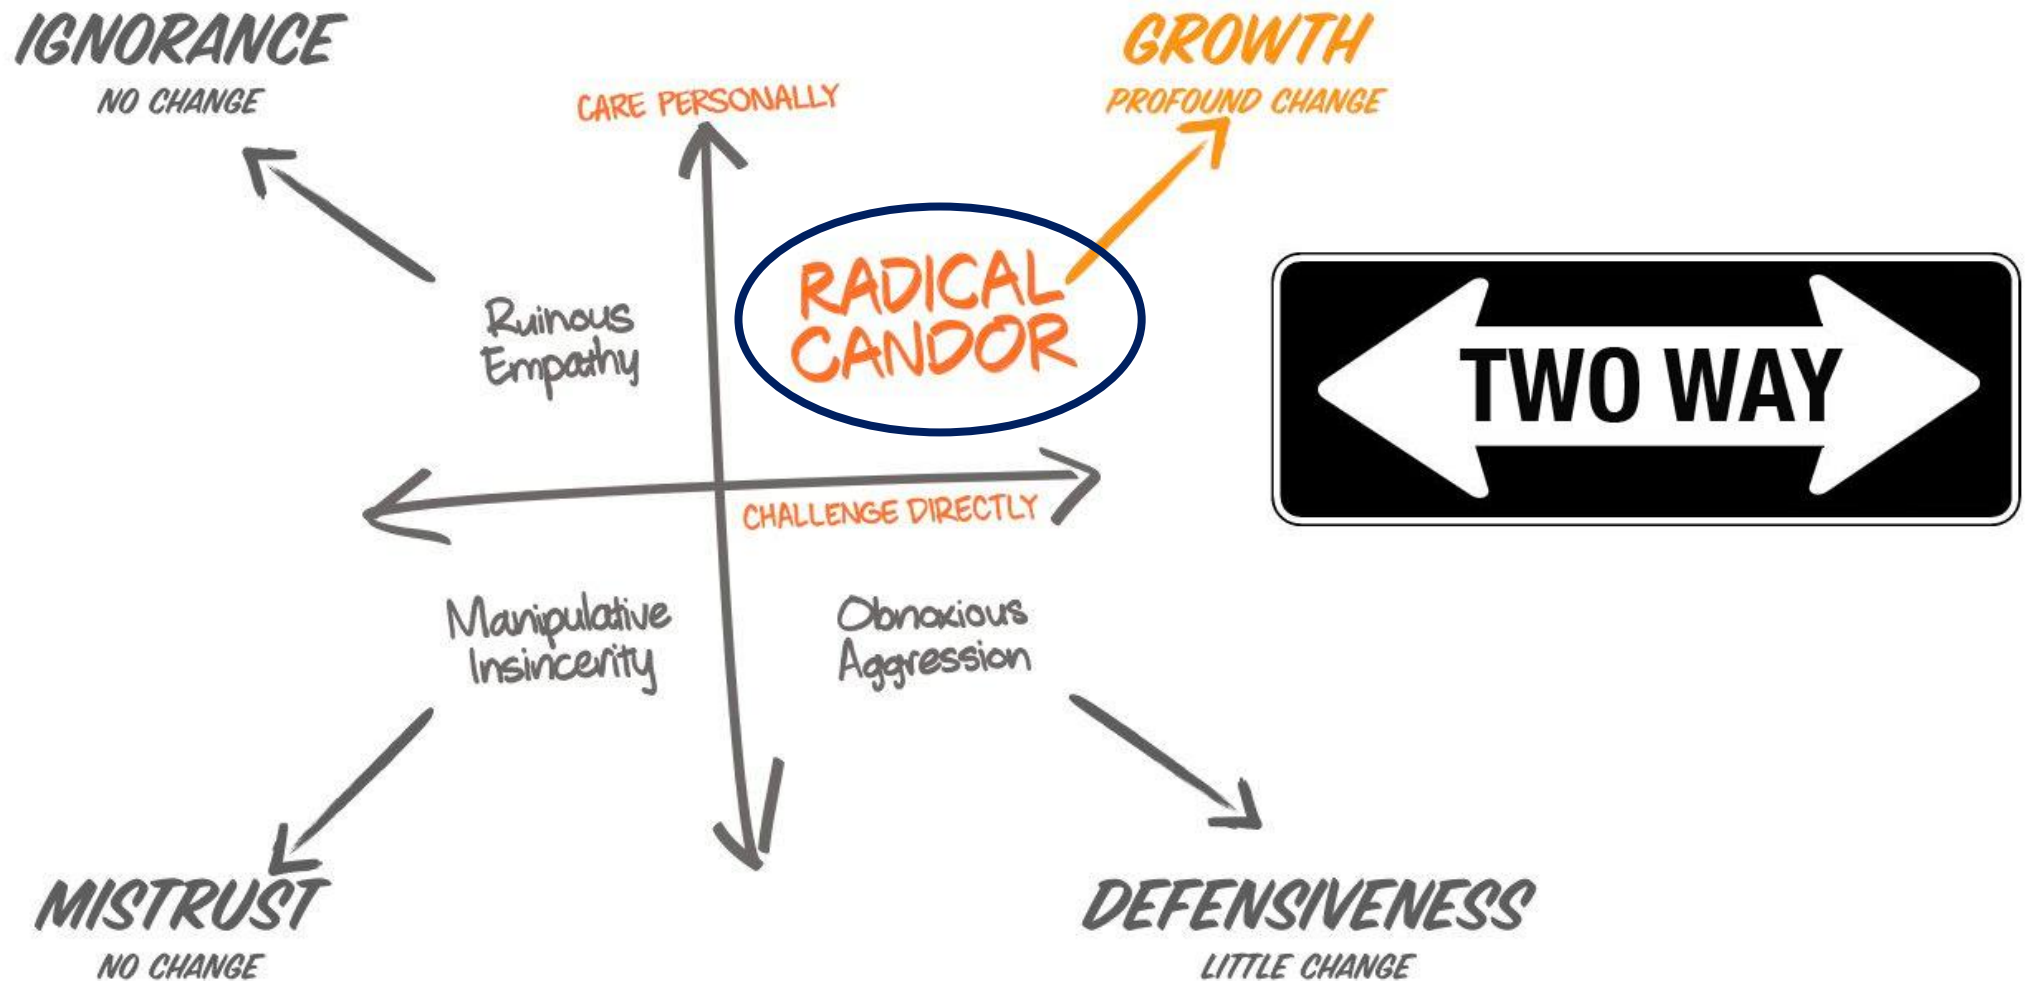 IGNORANCE
NO CHANGE
GROWTH
PROFOUND CHANGE
CARE PERSONALLY
Ruinous
Empathy
RADICAL
CANDOR
TWO WAY
CHALLENGE DIRECTLY
Manipulative
Insincerity
Obnoxious
Aggression
MISTRUST
NO CHANGE
DEFENSIVENESS
LITTLE CHANGE